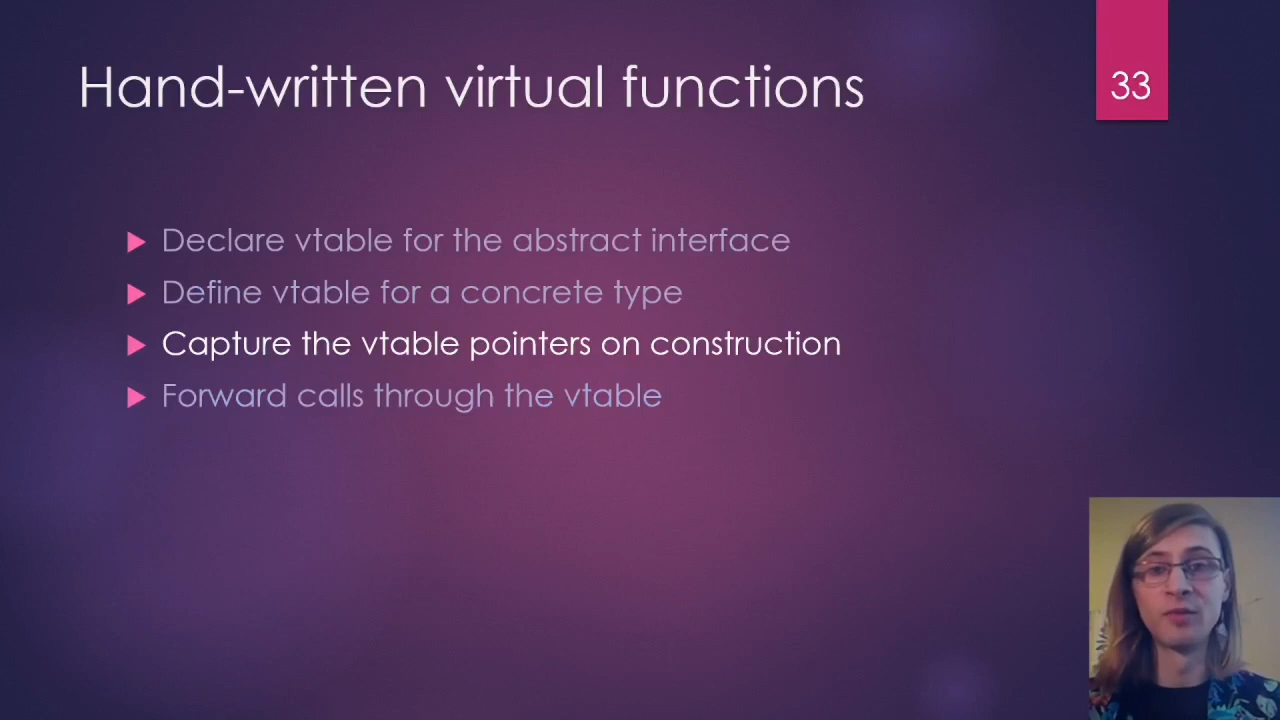 Hand-written virtual functions
33
Declare vtable for the abstract interface
Define vtable for a concrete type
Capture the vtable pointers on construction
Forward calls through the vtable